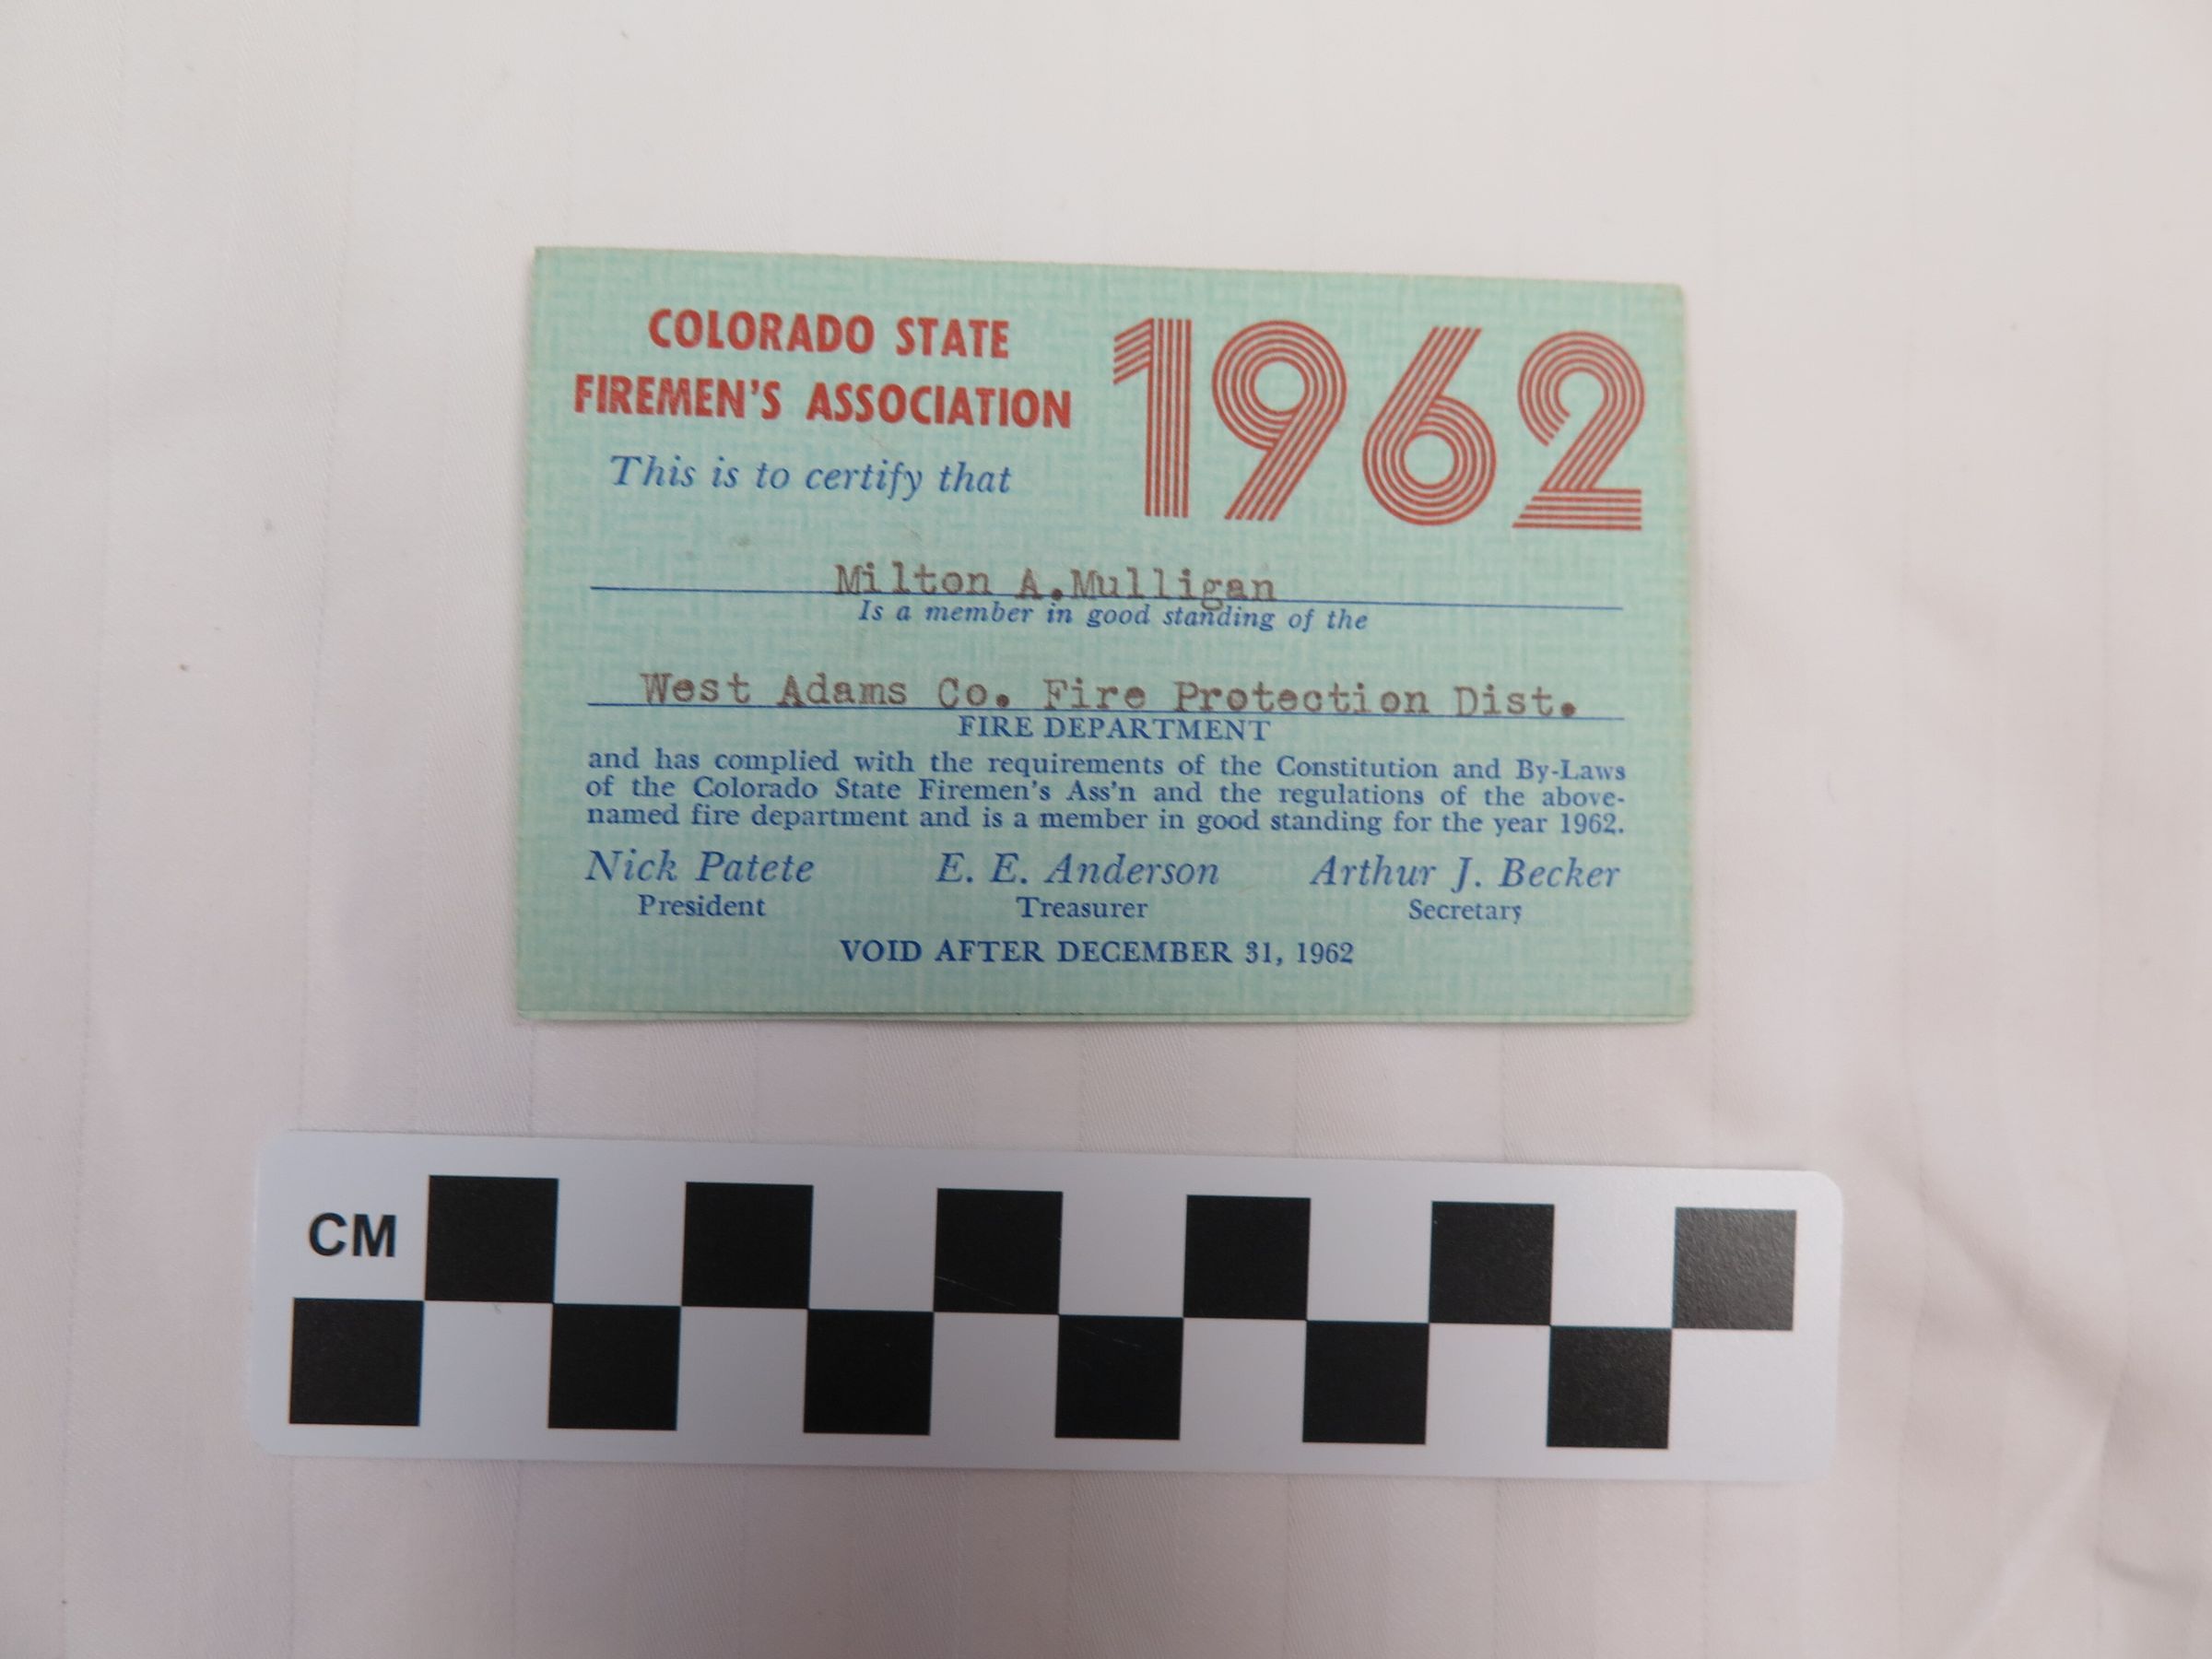 COLORADO STATE
FIREMEN'S ASSOCIATION
1962
This is to certify that
Milton A.Mulligan
Is a member in good standing of the
West Adams Co. Fire Protection Dist.
FIRE DEPARTMENT
and has complied with the requirements of the Constitution and By-Laws
of the Colorado State Firemen's Ass'n and the regulations of the above-
named fire department and is a member in good standing for the year 1962.
Nick Patete E. E. Anderson Arthur J. Becker
President Treasurer Secretary
VOID AFTER DECEMBER 31, 1962
CM